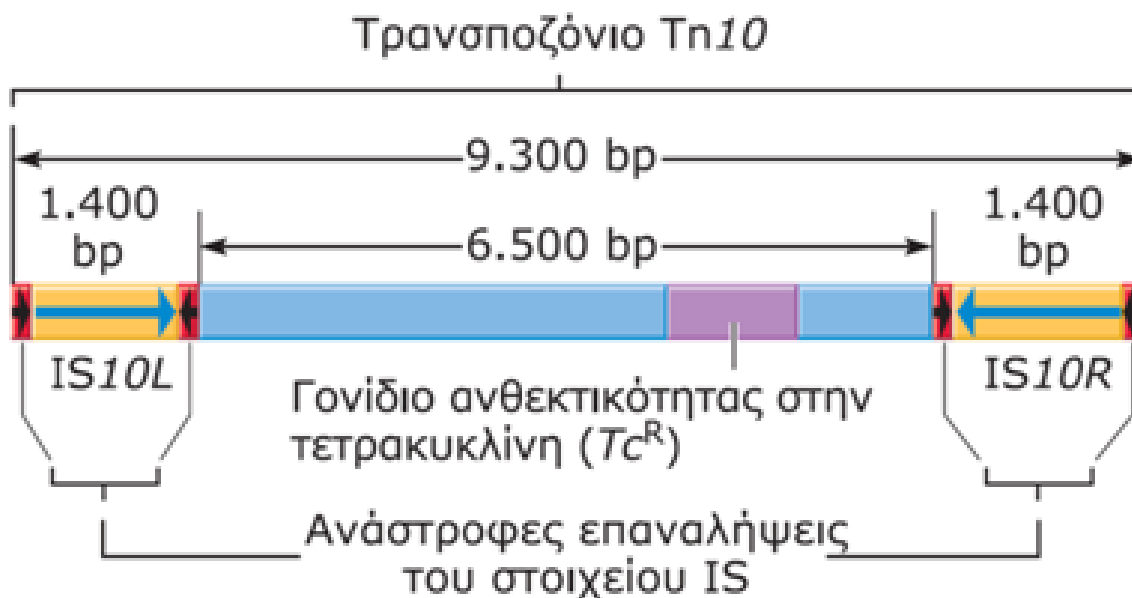 Τρανσποζόνιο Tn10
9.300 bp
1.400
bp
6.500 bp
1.400
bp
IS10L
IS10R
Γονίδιο ανθεκτικότητας στην
τετρακυκλίνη (Tcᴿ)
Ανάστροφες επαναλήψεις
του στοιχείου IS